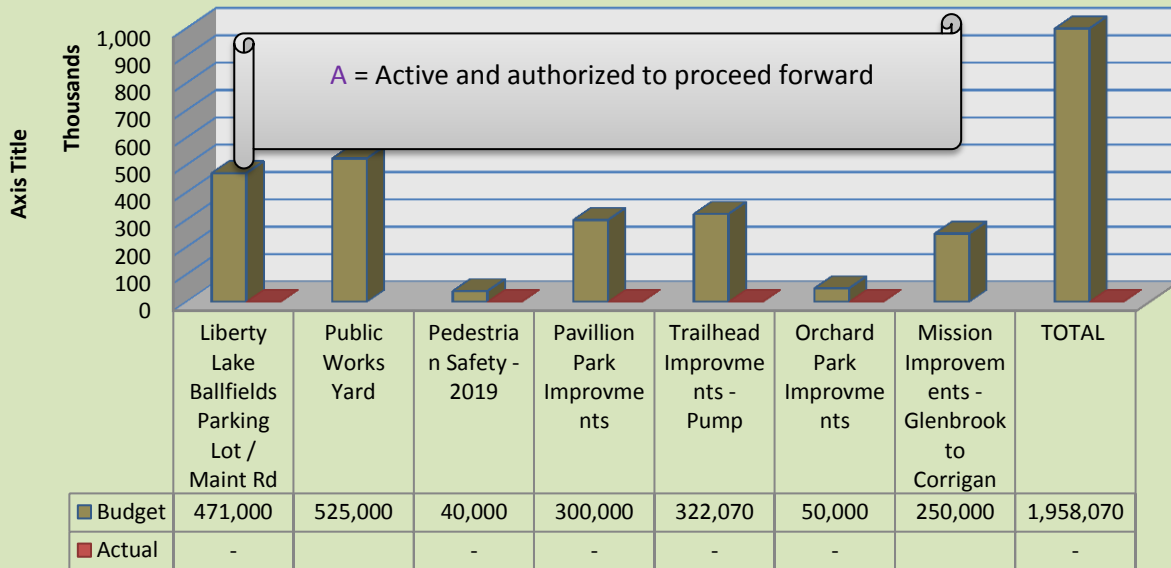 A = Active and authorized to proceed forward
Axis Title
Thousands
1,000
900
800
700
600
500
400
300
200
100
0
Liberty
Lake
Ballfields
Parking
Lot /
Maint Rd
Public
Works
Yard
Pedestria
n Safety -
2019
Pavillion
Park
Improvme
nts
Trailhead
Improvme
nts -
Pump
Orchard
Park
Improvme
nts
Mission
Improvem
ents -
Glenbrook
to
Corrigan
TOTAL
Budget 471,000 525,000 40,000 300,000 322,070 50,000 250,000 1,958,070
Actual - - - - - -